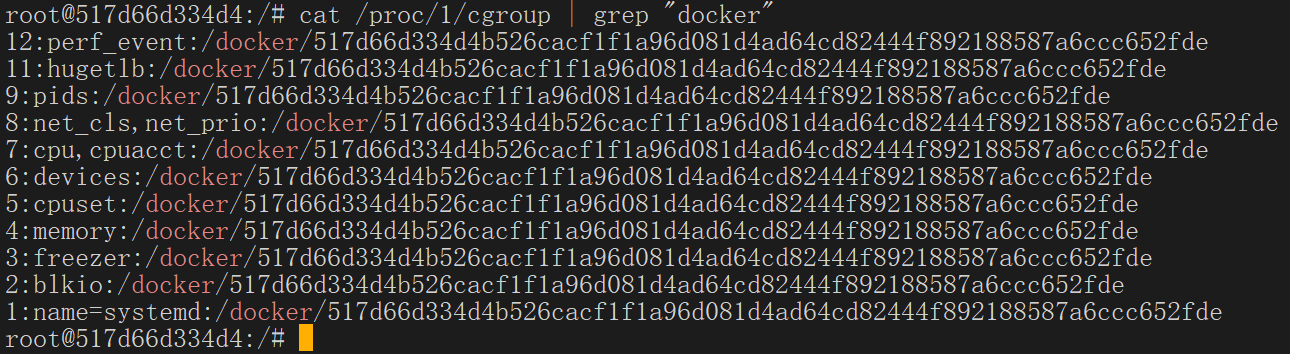 root@517d66d334d4:/# cat /proc/1/cgroup | grep "docker"
12:perf_event:/docker/517d66d334d4b526cacf1f1a96d081d4ad64cd82444f892188587a6ccc652fde
11:hugetlb:/docker/517d66d334d4b526cacf1f1a96d081d4ad64cd82444f892188587a6ccc652fde
9:pids:/docker/517d66d334d4b526cacf1f1a96d081d4ad64cd82444f892188587a6ccc652fde
8:net_cls,net_prio:/docker/517d66d334d4b526cacf1f1a96d081d4ad64cd82444f892188587a6ccc652fde
7:cpu,cpuacct:/docker/517d66d334d4b526cacf1f1a96d081d4ad64cd82444f892188587a6ccc652fde
6:devices:/docker/517d66d334d4b526cacf1f1a96d081d4ad64cd82444f892188587a6ccc652fde
5:cpuset:/docker/517d66d334d4b526cacf1f1a96d081d4ad64cd82444f892188587a6ccc652fde
4:memory:/docker/517d66d334d4b526cacf1f1a96d081d4ad64cd82444f892188587a6ccc652fde
3:freezer:/docker/517d66d334d4b526cacf1f1a96d081d4ad64cd82444f892188587a6ccc652fde
2:blkio:/docker/517d66d334d4b526cacf1f1a96d081d4ad64cd82444f892188587a6ccc652fde
1:name=systemd:/docker/517d66d334d4b526cacf1f1a96d081d4ad64cd82444f892188587a6ccc652fde
root@517d66d334d4:/#